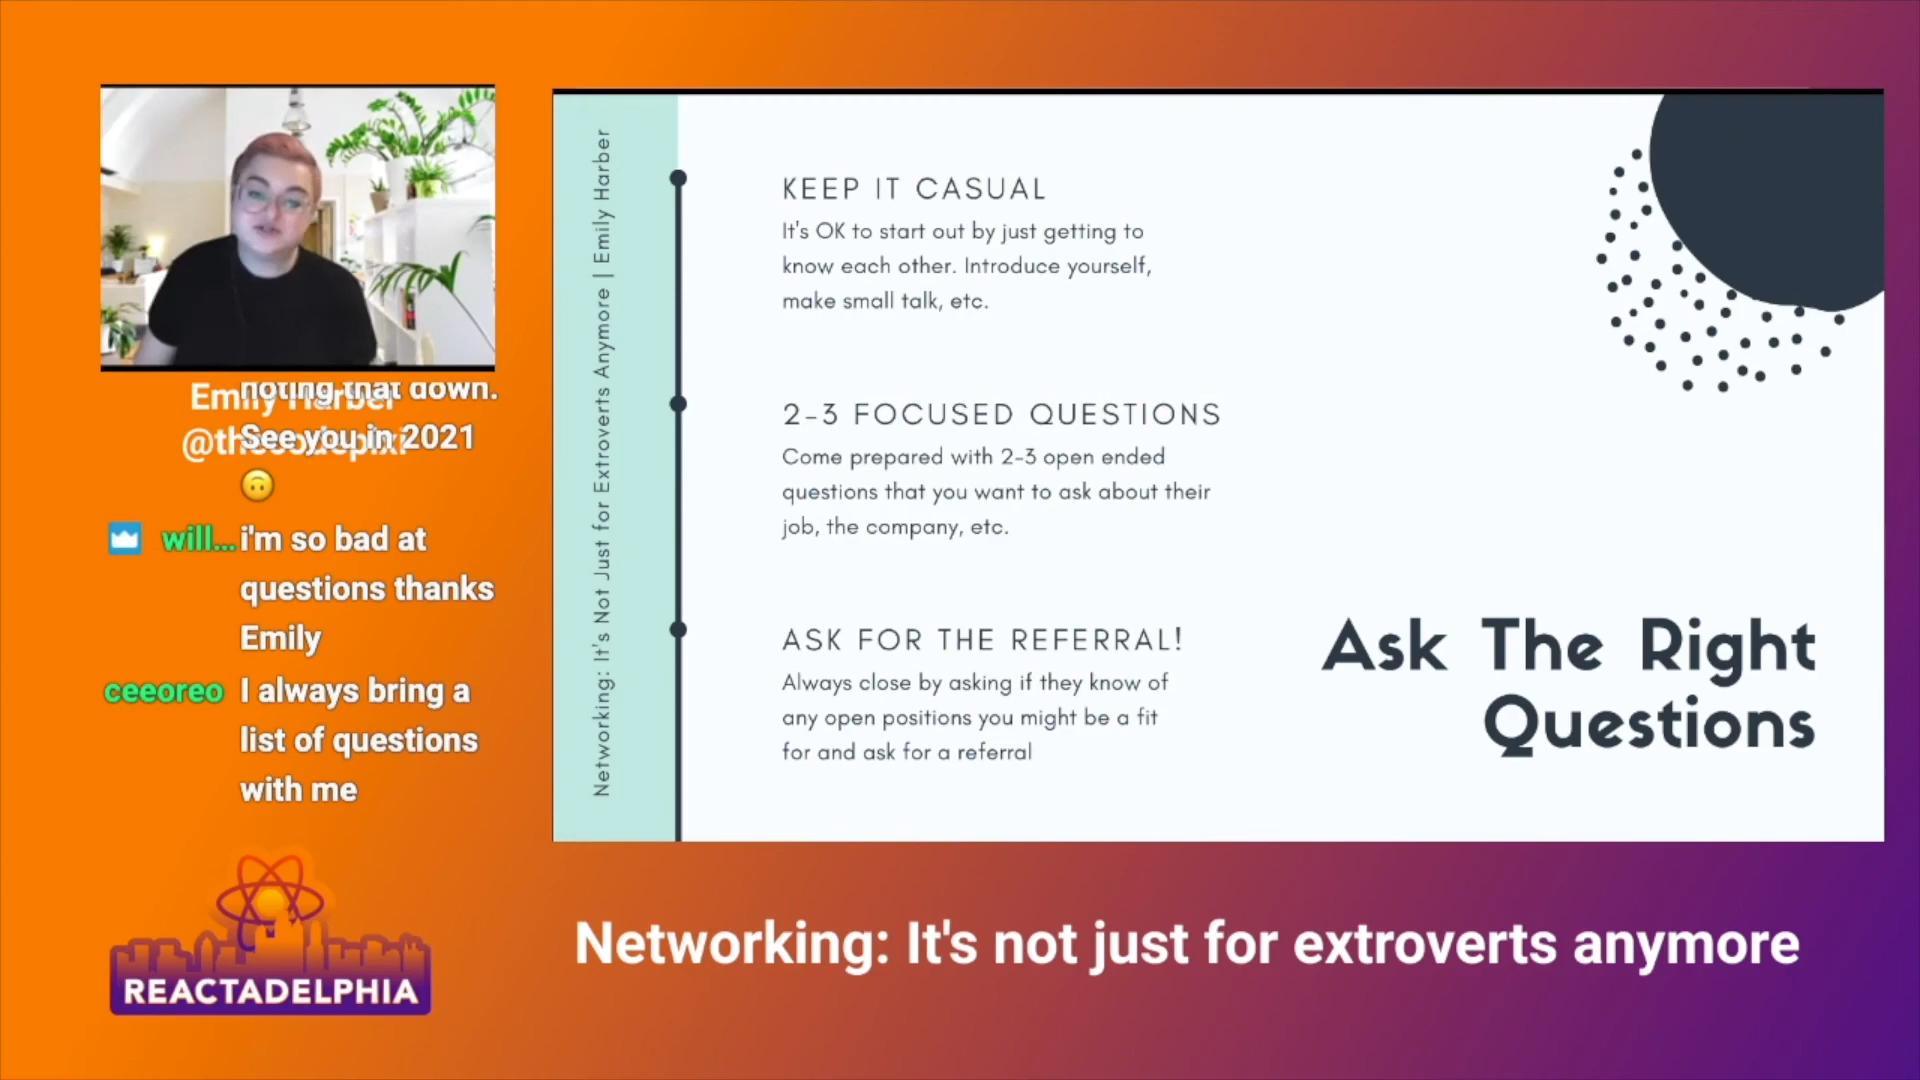 Emily Harber
@thecodepixi
noting that down.
See you in 2021
will... i'm so bad at
questions thanks
Emily
ceeoreo I always bring a
list of questions
with me
REACTADELPHIA
Networking: It's Not Just for Extroverts Anymore | Emily Harber
KEEP IT CASUAL
It's OK to start out by just getting to
know each other. Introduce yourself,
make small talk, etc.
2-3 FOCUSED QUESTIONS
Come prepared with 2-3 open ended
questions that you want to ask about their
job, the company, etc.
ASK FOR THE REFERRAL!
Always close by asking if they know of
any open positions you might be a fit
for and ask for a referral
Ask The Right
Questions
Networking: It's not just for extroverts anymore